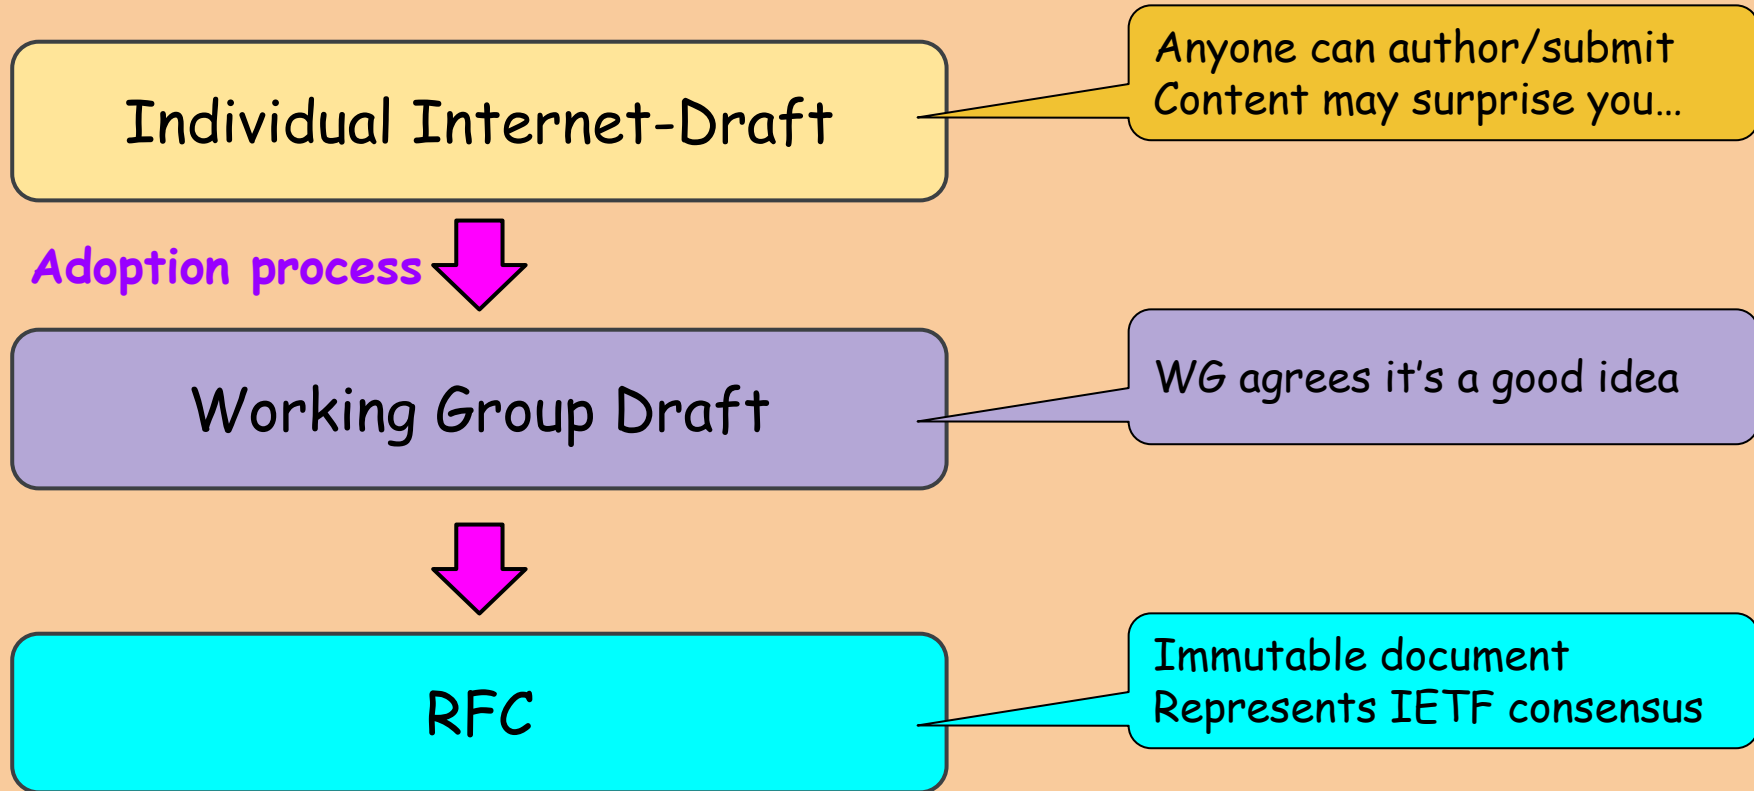 Individual Internet-Draft
Anyone can author/submit
Content may surprise you…
Adoption process
Working Group Draft
WG agrees it’s a good idea
RFC
Immutable document
Represents IETF consensus